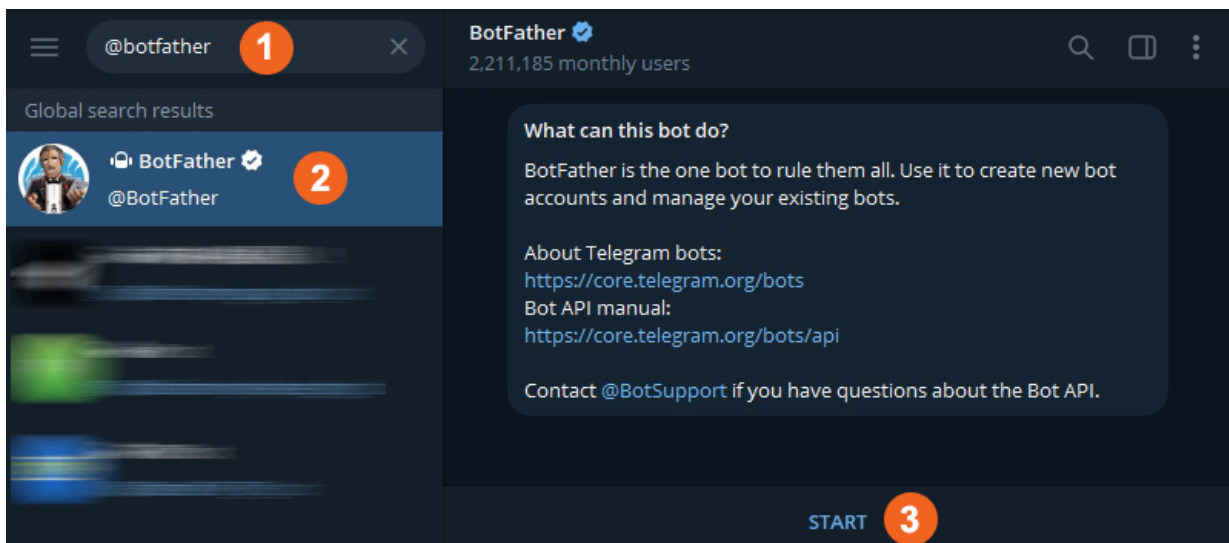 @botfather
1
Global search results
BotFather
@BotFather
2
BotFather
2,211,185 monthly users
What can this bot do?
BotFather is the one bot to rule them all. Use it to create new bot
accounts and manage your existing bots.
About Telegram bots:
https://core.telegram.org/bots
Bot API manual:
https://core.telegram.org/bots/api
Contact @BotSupport if you have questions about the Bot API.
START
3